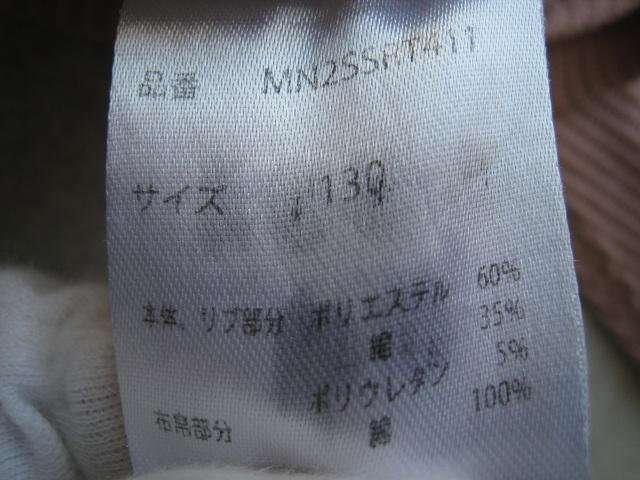 品番 MN2SSRT411
サイズ 130
本体、リブ部分 ポリエステル 60%
綿 35%
ポリウレタン 5%
布帛部分 綿 100%